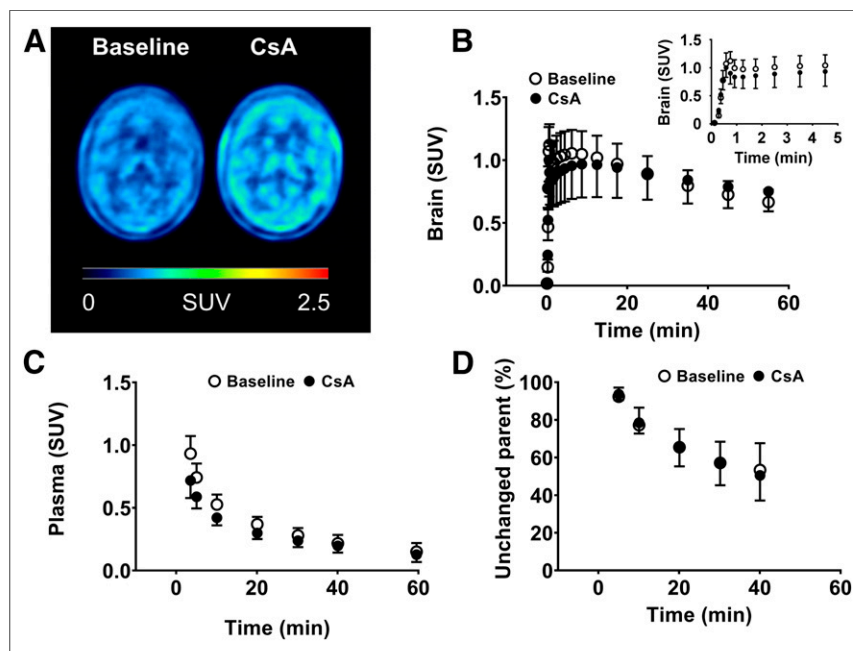 A
Baseline CsA
0 SUV 2.5
B
Baseline
CsA
Brain (SUV)
1.5
1.0
0.5
0.0
0 20 40 60
Time (min)
Brain (SUV)
1.5
1.0
0.5
0
0 1 2 3 4 5
Time (min)
C
Baseline CsA
Plasma (SUV)
1.5
1.0
0.5
0.0
0 20 40 60
Time (min)
D
Baseline CsA
Unchanged parent (%)
100
80
60
40
20
0
0 20 40 60
Time (min)